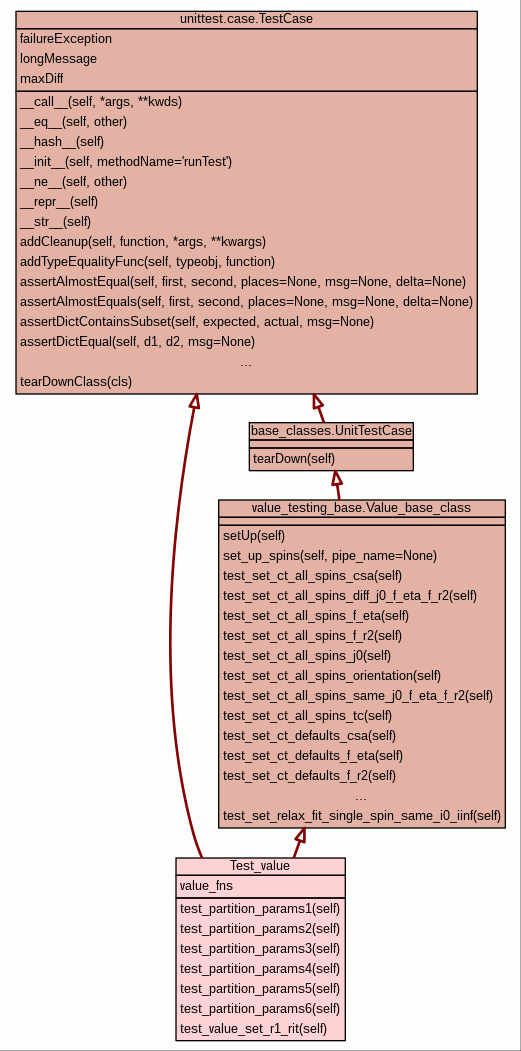 unittest.case.TestCase
failureException
longMessage
maxDiff
__call__(self, *args, **kwds)
__eq__(self, other)
__hash__(self)
__init__(self, methodName='runTest')
__ne__(self, other)
__repr__(self)
__str__(self)
addCleanup(self, function, *args, **kwargs)
addTypeEqualityFunc(self, typeobj, function)
assertAlmostEqual(self, first, second, places=None, msg=None, delta=None)
assertAlmostEquals(self, first, second, places=None, msg=None, delta=None)
assertDictContainsSubset(self, expected, actual, msg=None)
assertDictEqual(self, d1, d2, msg=None)
...
tearDownClass(cls)
base_classes.UnitTestCase
tearDown(self)
value_testing_base.Value_base_class
setUp(self)
set_up_spins(self, pipe_name=None)
test_set_ct_all_spins_csa(self)
test_set_ct_all_spins_diff_j0_f_eta_f_r2(self)
test_set_ct_all_spins_f_eta(self)
test_set_ct_all_spins_f_r2(self)
test_set_ct_all_spins_j0(self)
test_set_ct_all_spins_orientation(self)
test_set_ct_all_spins_same_j0_f_eta_f_r2(self)
test_set_ct_all_spins_tc(self)
test_set_ct_defaults_csa(self)
test_set_ct_defaults_f_eta(self)
test_set_ct_defaults_f_r2(self)
...
test_set_relax_fit_single_spin_same_i0_iinf(self)
Test_value
value_fns
test_partition_params1(self)
test_partition_params2(self)
test_partition_params3(self)
test_partition_params4(self)
test_partition_params5(self)
test_partition_params6(self)
test_value_set_r1_rit(self)